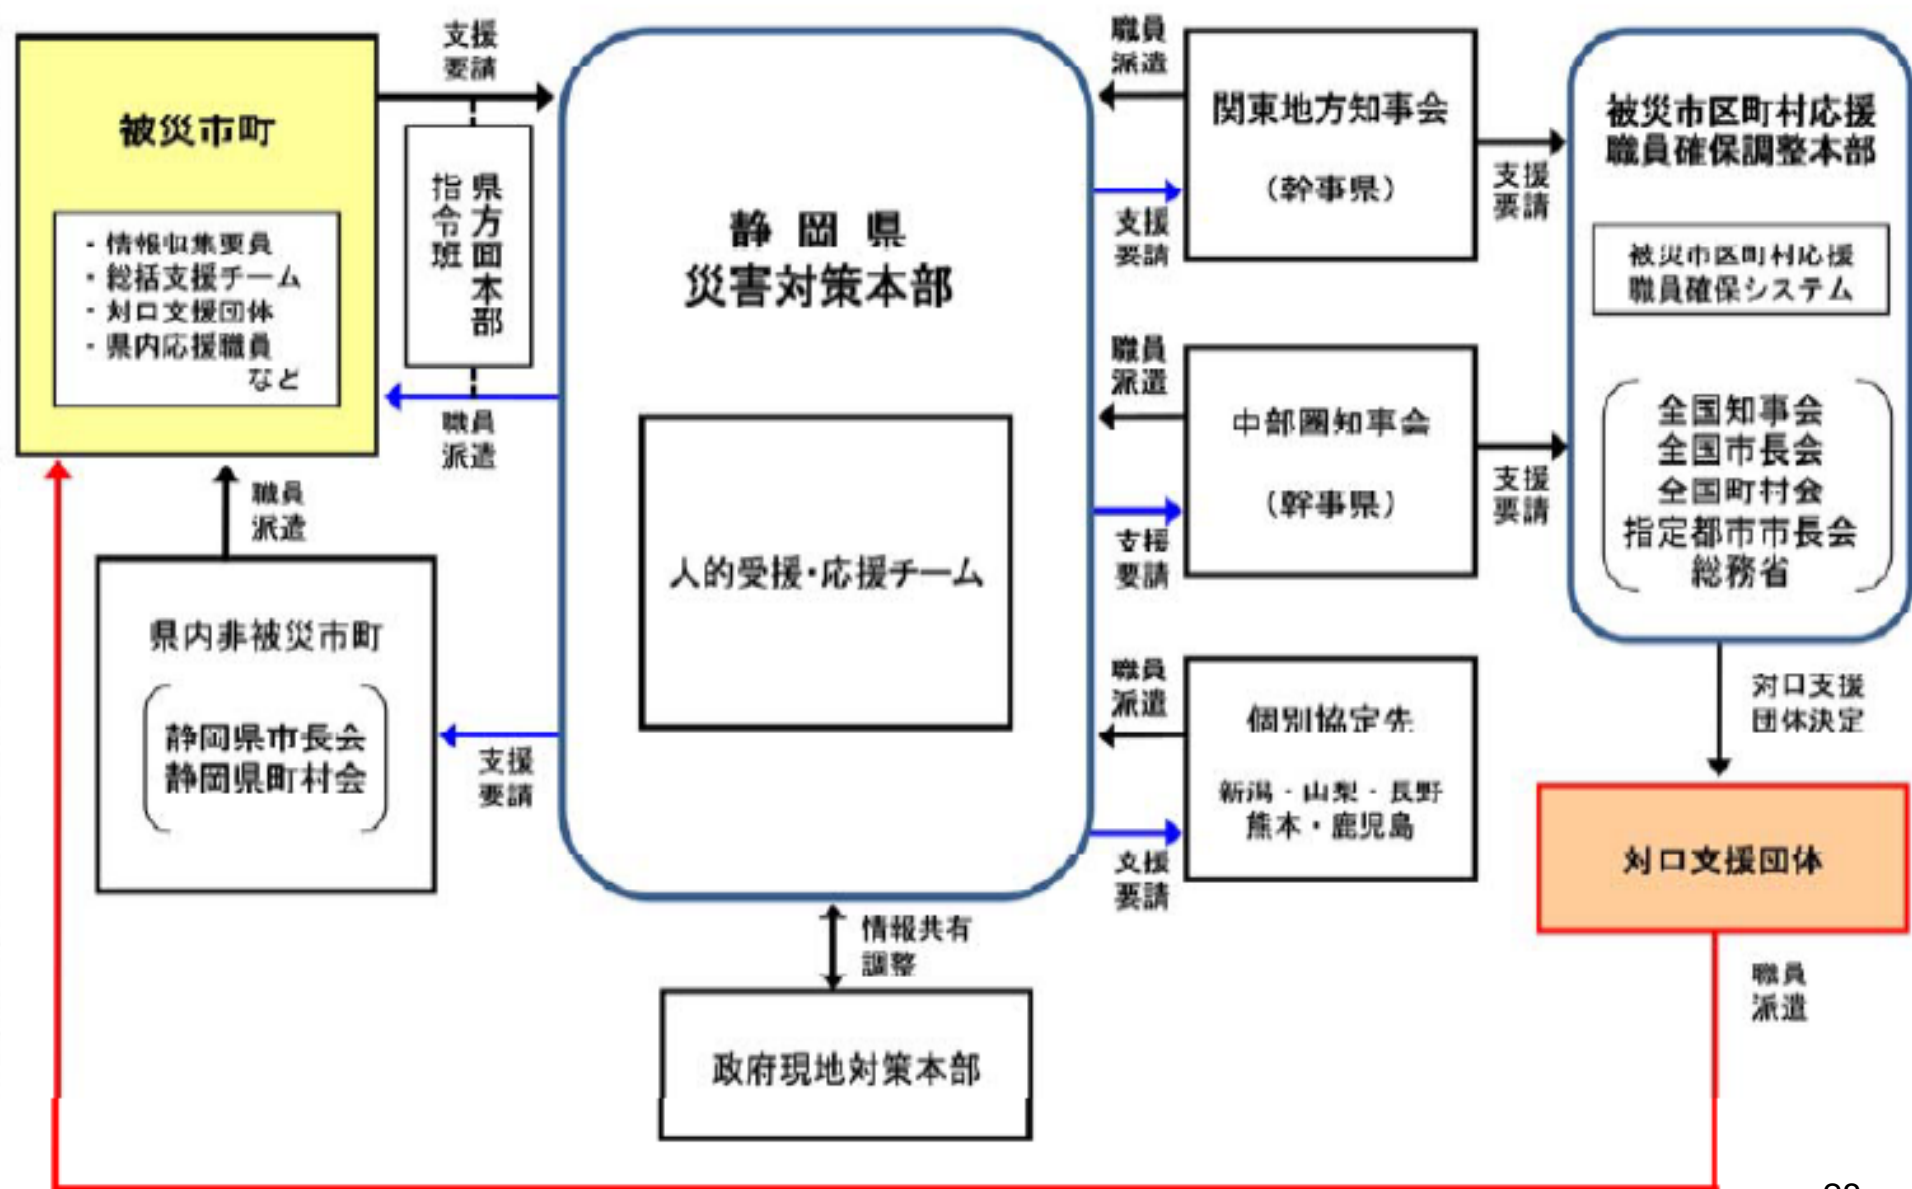 被災市町
・情報収集要員
・総括支援チーム
・対口支援団体
・県内応援職員
など
支援
要請
県方面本部
指令班
職員
派遣
職員
派遣
県内非被災市町
静岡県市長会
静岡県町村会
支援
要請
静岡県
災害対策本部
人的受援・応援チーム
情報共有
調整
政府現地対策本部
職員
派遣
支援
要請
関東地方知事会
(幹事県)
支援
要請
職員
派遣
支援
要請
中部圏知事会
(幹事県)
支援
要請
職員
派遣
支援
要請
個別協定先
新潟・山梨・長野
熊本・鹿児島
被災市区町村応援
職員確保調整本部
被災市区町村応援
職員確保システム
全国知事会
全国市長会
全国町村会
指定都市市長会
総務省
対口支援
団体決定
対口支援団体
職員
派遣